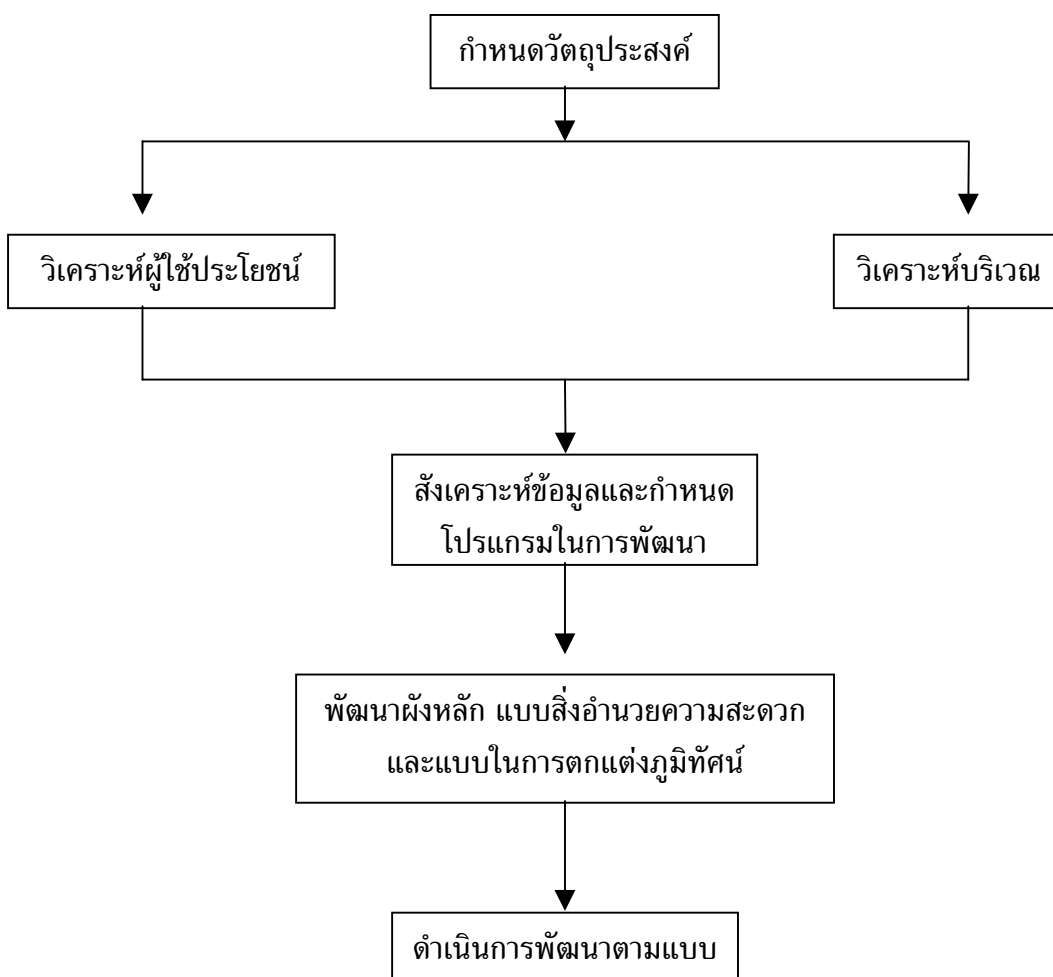 กำหนดวัตถุประสงค์
วิเคราะห์ผู้ใช้ประโยชน์
วิเคราะห์บริเวณ
สังเคราะห์ข้อมูลและกำหนด
โปรแกรมในการพัฒนา
พัฒนาผังหลัก แบบสิ่งอำนวยความสะดวก
และแบบในการตกแต่งภูมิทัศน์
ดำเนินการพัฒนาตามแบบ